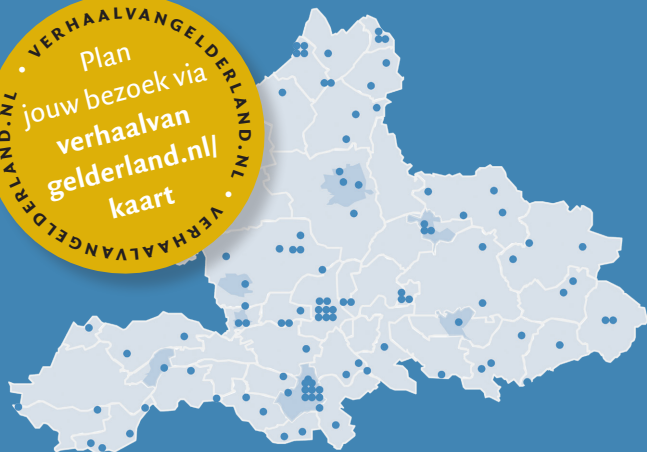 VERHAALVANGELDERLAND.NL • VERHAALVANGELDERLAND.NL •
Plan
jouw bezoek via
verhaalvan
gelderland.nl/
kaart